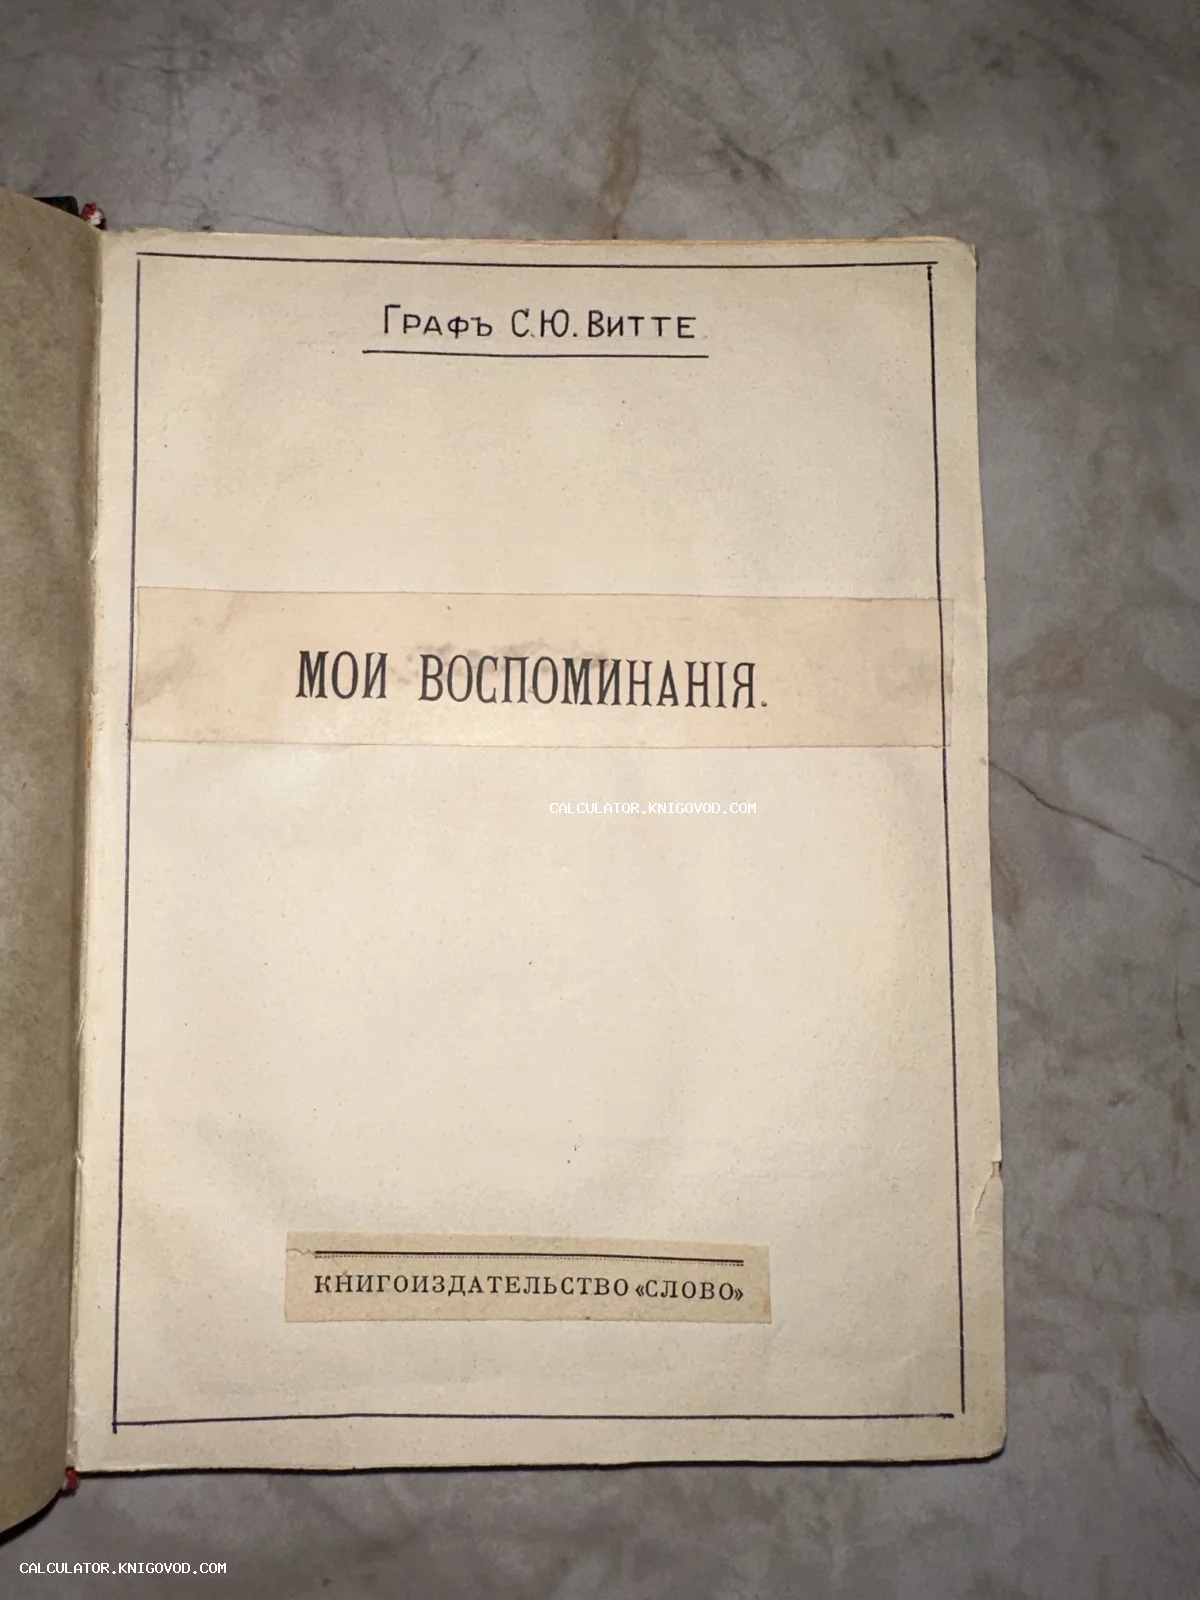 Графъ С.Ю. Витте
МОИ ВОСПОМИНАНІЯ.
CALCULATOR.KNIGOVOD.COM
КНИГОИЗДАТЕЛЬСТВО «СЛОВО»
CALCULATOR.KNIGOVOD.COM